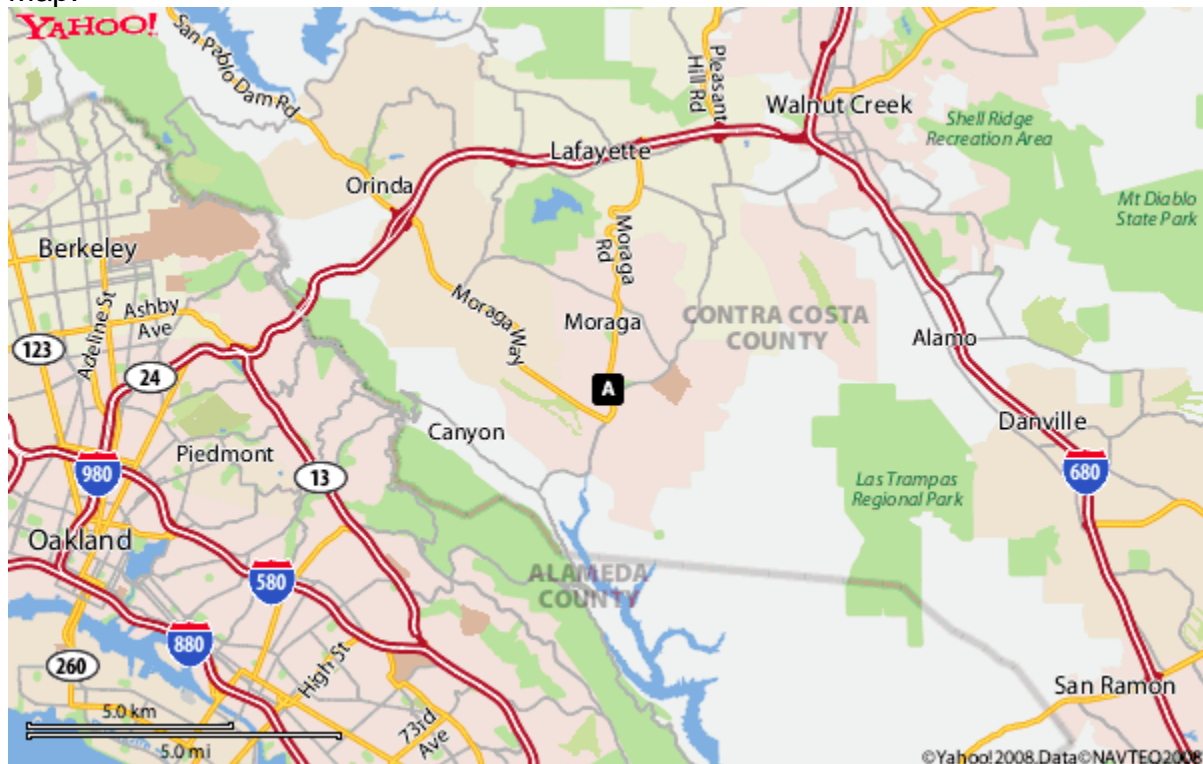 YAHOO!
San Pablo Dam Rd
Pleasant
Hill Rd
Walnut Creek
Shell Ridge
Recreation Area
Lafayette
Orinda
Mt Diablo
State Park
Berkeley
Moraga
Rd
Adeline St
Ashby
Ave
Moraga Way
Moraga
CONTRA COSTA
COUNTY
Alamo
123
24
A
Danville
Canyon
Piedmont
980
13
680
Las Trampas
Regional Park
Oakland
580
ALAMEDA
COUNTY
880
260
High St
San Ramon
5.0 km
73rd
Ave
5.0 mi
©Yahoo!2008,Data©NAVTEQ2008